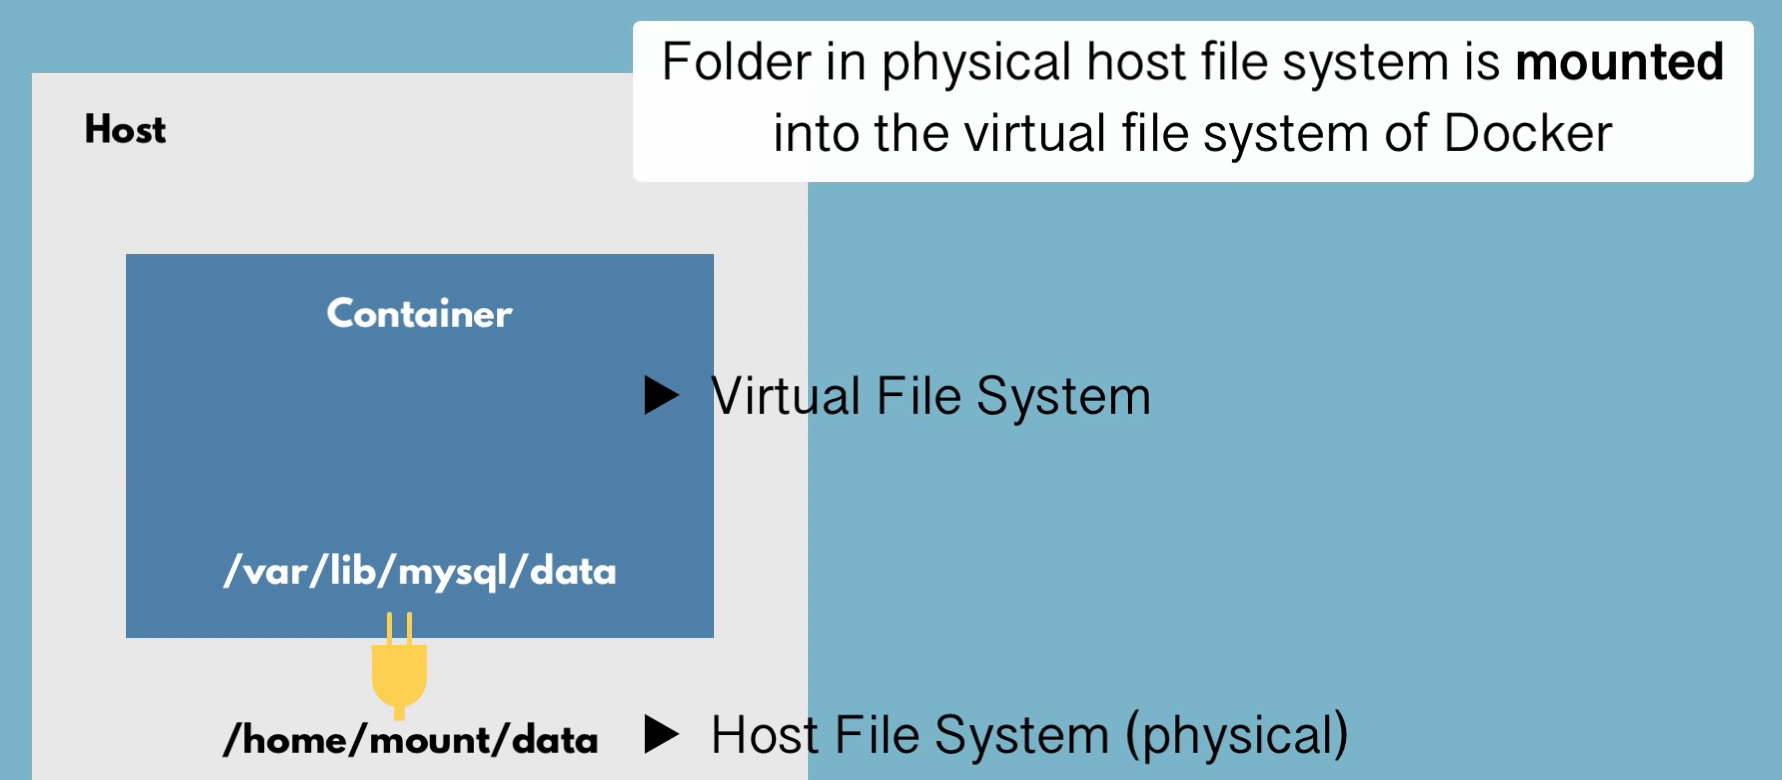 Folder in physical host file system is mounted
into the virtual file system of Docker
Host
Container
Virtual File System
/var/lib/mysql/data
/home/mount/data
Host File System (physical)